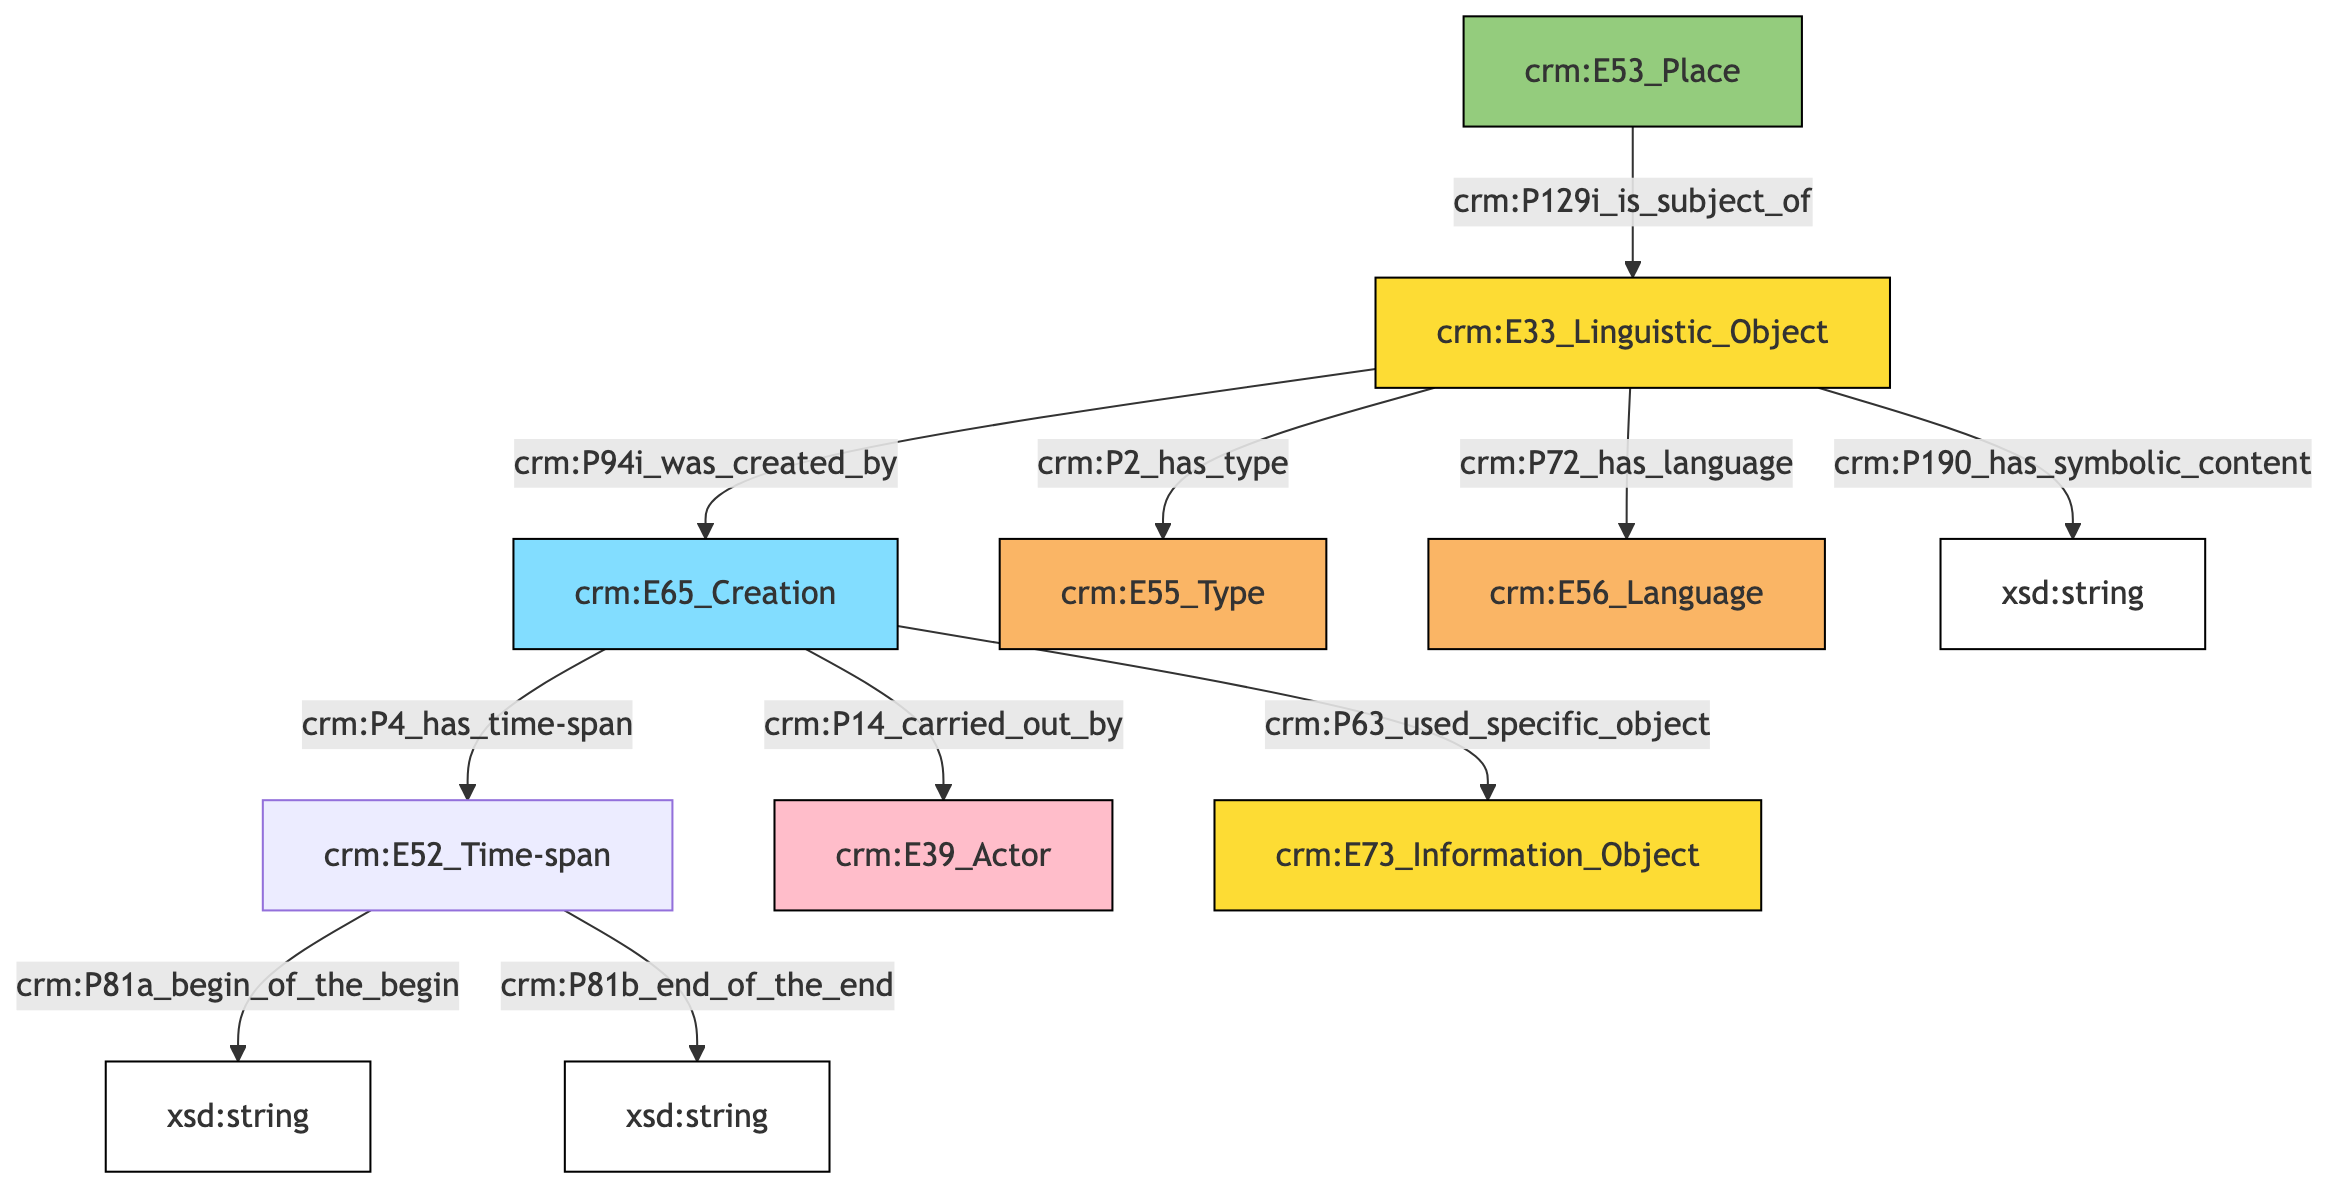 crm:E53_Place
crm:P129i_is_subject_of
crm:E33_Linguistic_Object
crm:P94i_was_created_by
crm:P2_has_type
crm:P72_has_language
crm:P190_has_symbolic_content
crm:E65_Creation
crm:E55_Type
crm:E56_Language
xsd:string
crm:P4_has_time-span
crm:P14_carried_out_by
crm:P63_used_specific_object
crm:E52_Time-span
crm:E39_Actor
crm:E73_Information_Object
crm:P81a_begin_of_the_begin
crm:P81b_end_of_the_end
xsd:string
xsd:string